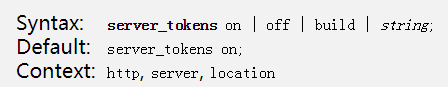 Syntax: server_tokens on | off | build | string;
Default: server_tokens on;
Context: http, server, location